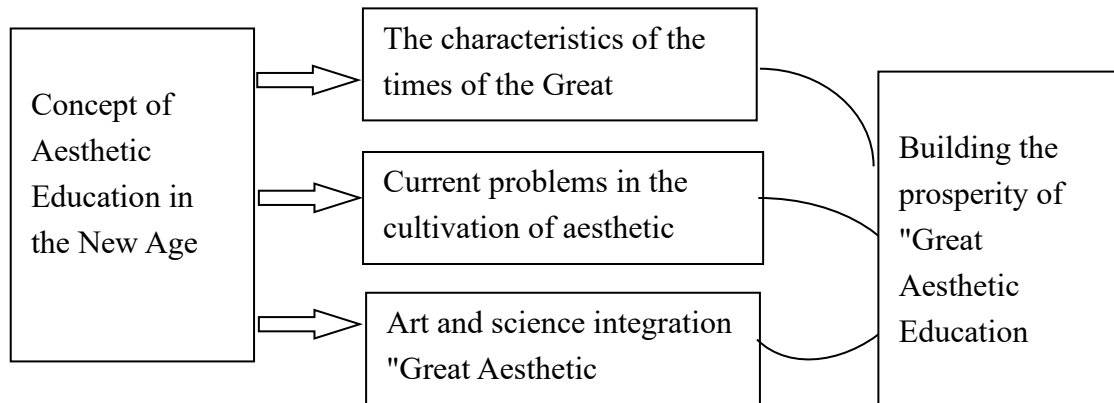 Concept of
Aesthetic
Education in
the New Age
The characteristics of the
times of the Great
Current problems in the
cultivation of aesthetic
Art and science integration
"Great Aesthetic
Building the
prosperity of
"Great
Aesthetic
Education